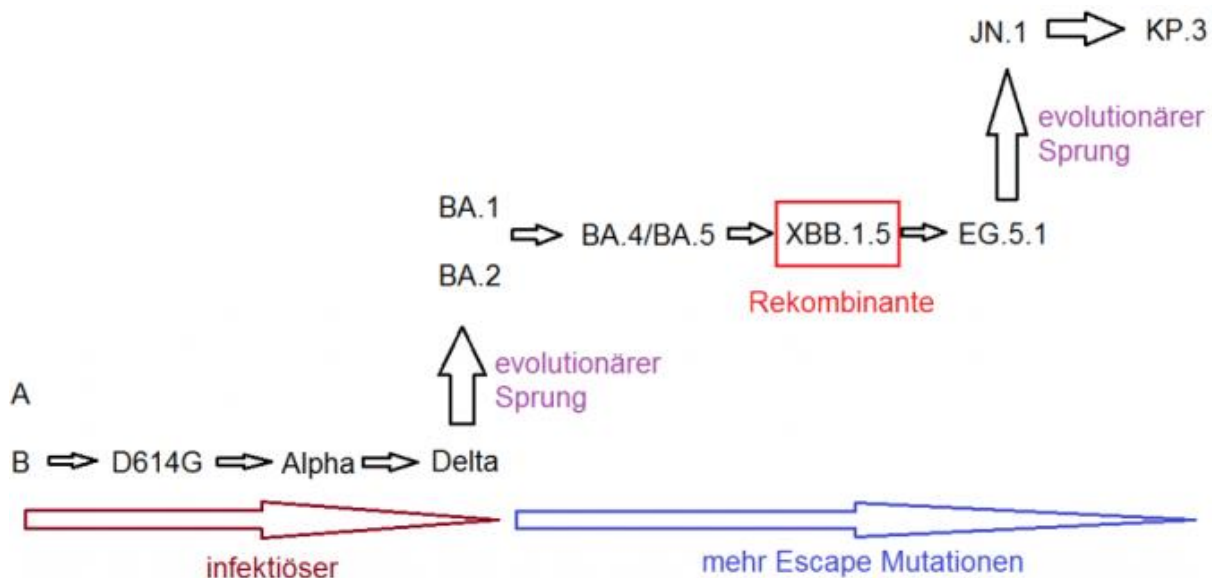 JN.1 KP.3
evolutionärer
Sprung
BA.1
BA.4/BA.5 XBB.1.5 EG.5.1
BA.2
Rekombinante
evolutionärer
Sprung
A
B D614G Alpha Delta
infektiöser
mehr Escape Mutationen